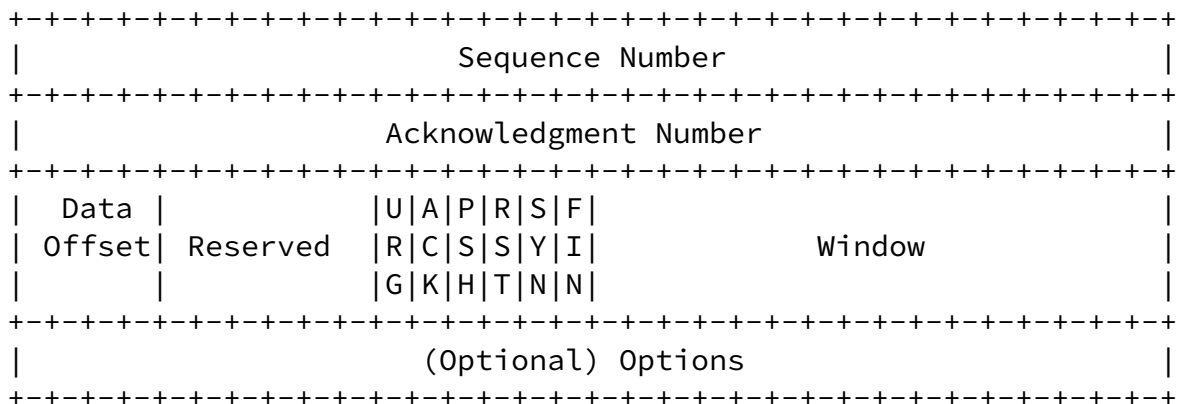 +-+-+-+-+-+-+-+-+-+-+-+-+-+-+-+-+-+-+-+-+-+-+-+-+-+-+-+-+-+-+-+-+
|                        Sequence Number                        |
+-+-+-+-+-+-+-+-+-+-+-+-+-+-+-+-+-+-+-+-+-+-+-+-+-+-+-+-+-+-+-+-+
|                    Acknowledgment Number                      |
+-+-+-+-+-+-+-+-+-+-+-+-+-+-+-+-+-+-+-+-+-+-+-+-+-+-+-+-+-+-+-+-+
|  Data |           |U|A|P|R|S|F|                               |
| Offset| Reserved  |R|C|S|S|Y|I|            Window             |
|       |           |G|K|H|T|N|N|                               |
+-+-+-+-+-+-+-+-+-+-+-+-+-+-+-+-+-+-+-+-+-+-+-+-+-+-+-+-+-+-+-+-+
|                      (Optional) Options                       |
+-+-+-+-+-+-+-+-+-+-+-+-+-+-+-+-+-+-+-+-+-+-+-+-+-+-+-+-+-+-+-+-+